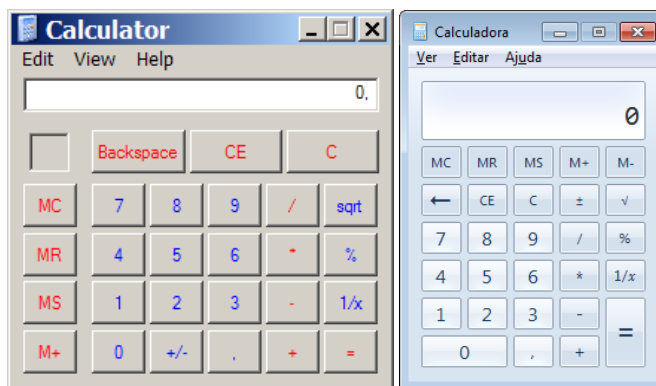 Calculator
Edit View Help
0,
Backspace CE C
MC 7 8 9 / sqrt
MR 4 5 6 * %
MS 1 2 3 - 1/x
M+ 0 +/- , + =
Calculadora
Ver Editar Ajuda
0
MC MR MS M+ M-
← CE C ± √
7 8 9 / %
4 5 6 * 1/x
1 2 3 - =
0 , +